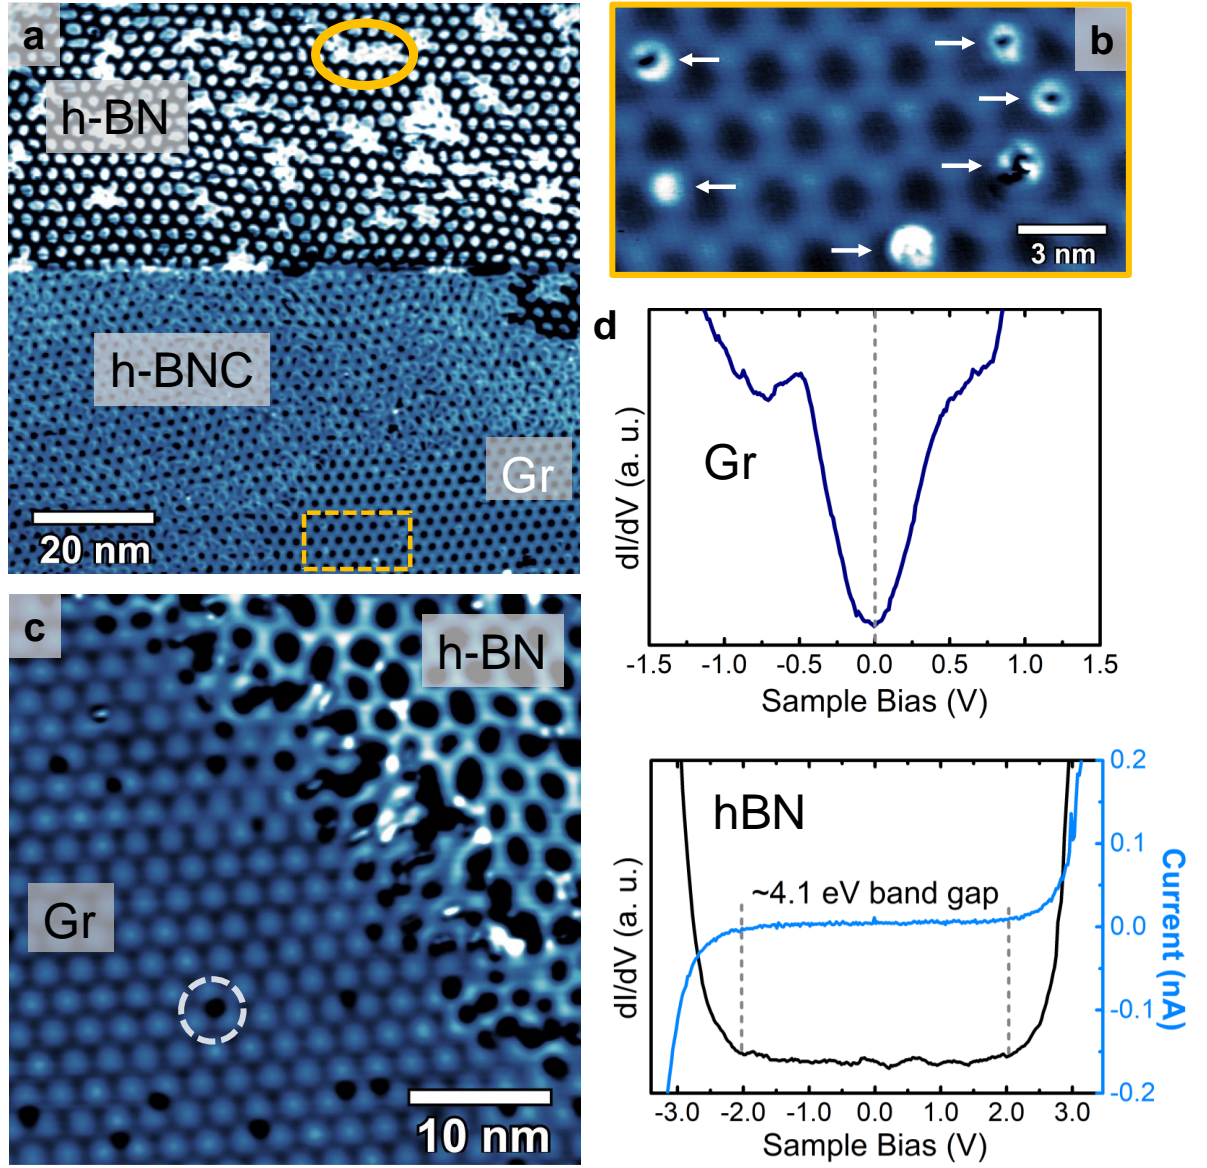 a
h-BN
h-BNC
Gr
20 nm
b
3 nm
c
h-BN
Gr
10 nm
d
dI/dV (a. u.)
Gr
-1.5 -1.0 -0.5 0.0 0.5 1.0 1.5
Sample Bias (V)
dI/dV (a. u.)
hBN
~4.1 eV band gap
0.2
0.1
0.0
-0.1
-0.2
Current (nA)
-3.0 -2.0 -1.0 0.0 1.0 2.0 3.0
Sample Bias (V)